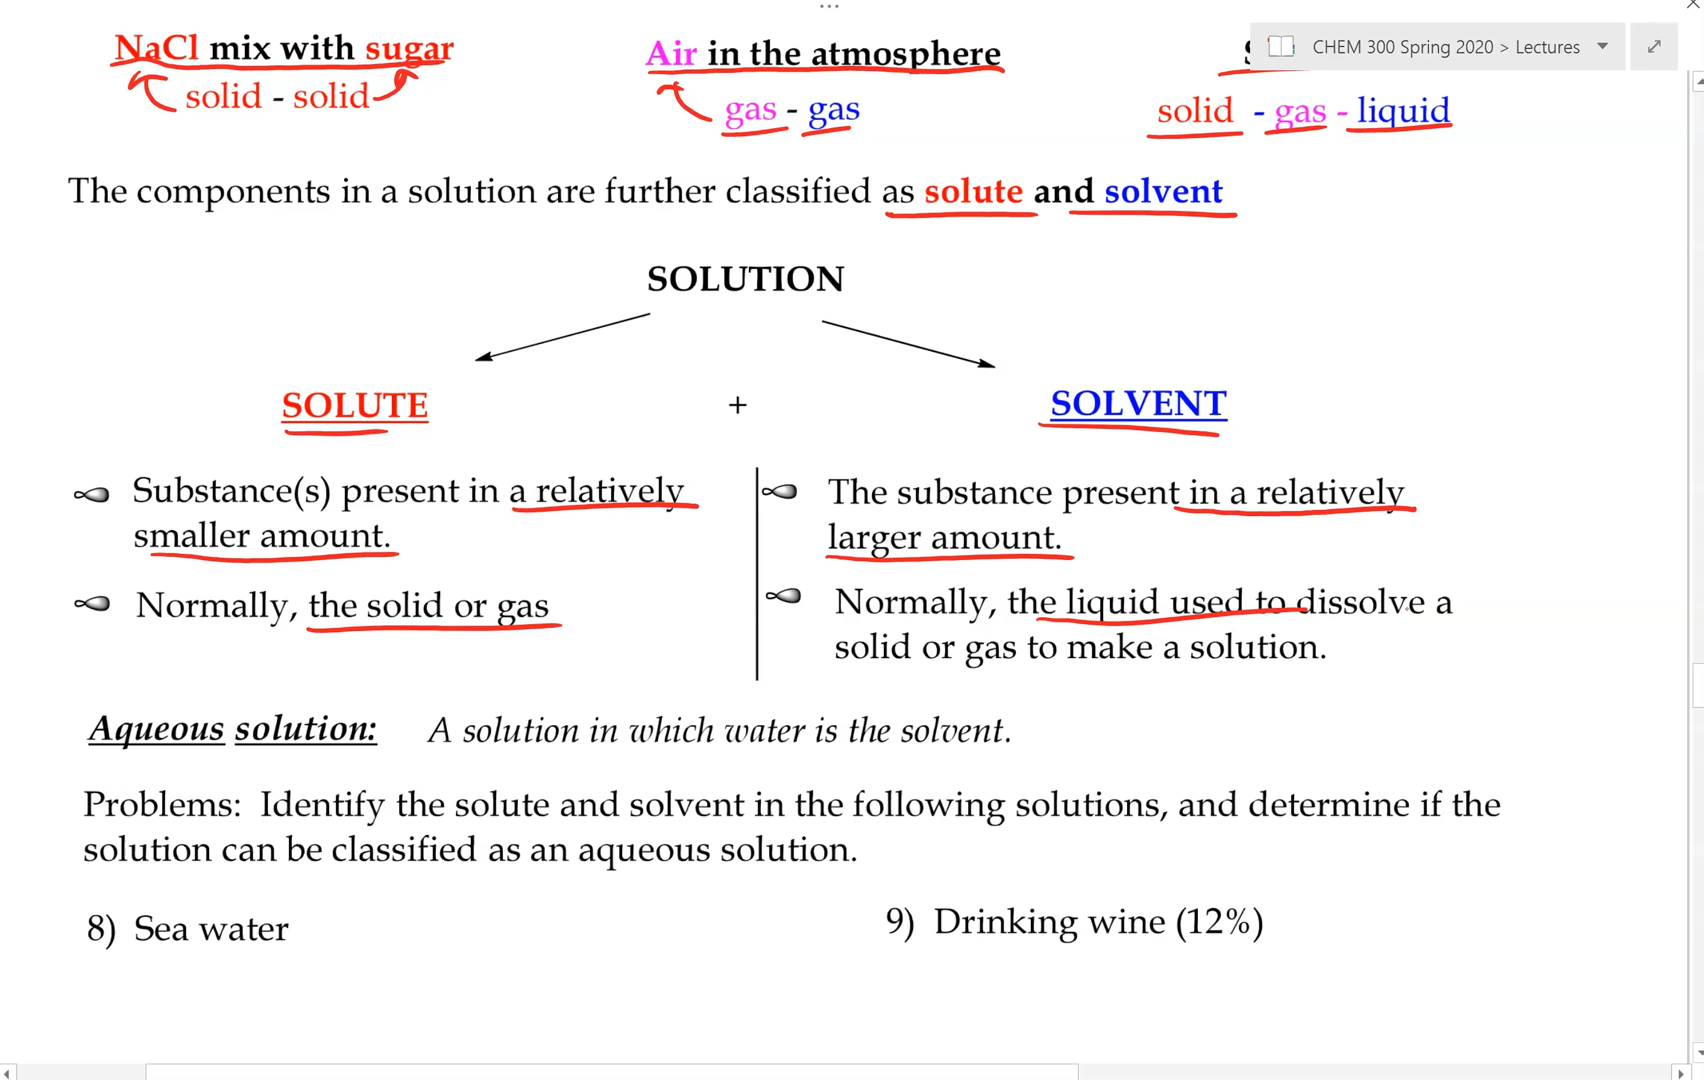 ...
NaCl mix with sugar
Air in the atmosphere
CHEM 300 Spring 2020 > Lectures
solid - solid
gas - gas
solid - gas - liquid
The components in a solution are further classified as solute and solvent
SOLUTION
SOLUTE + SOLVENT
Substance(s) present in a relatively
smaller amount.
Normally, the solid or gas
The substance present in a relatively
larger amount.
Normally, the liquid used to dissolve a
solid or gas to make a solution.
Aqueous solution: A solution in which water is the solvent.
Problems: Identify the solute and solvent in the following solutions, and determine if the
solution can be classified as an aqueous solution.
8) Sea water
9) Drinking wine (12%)